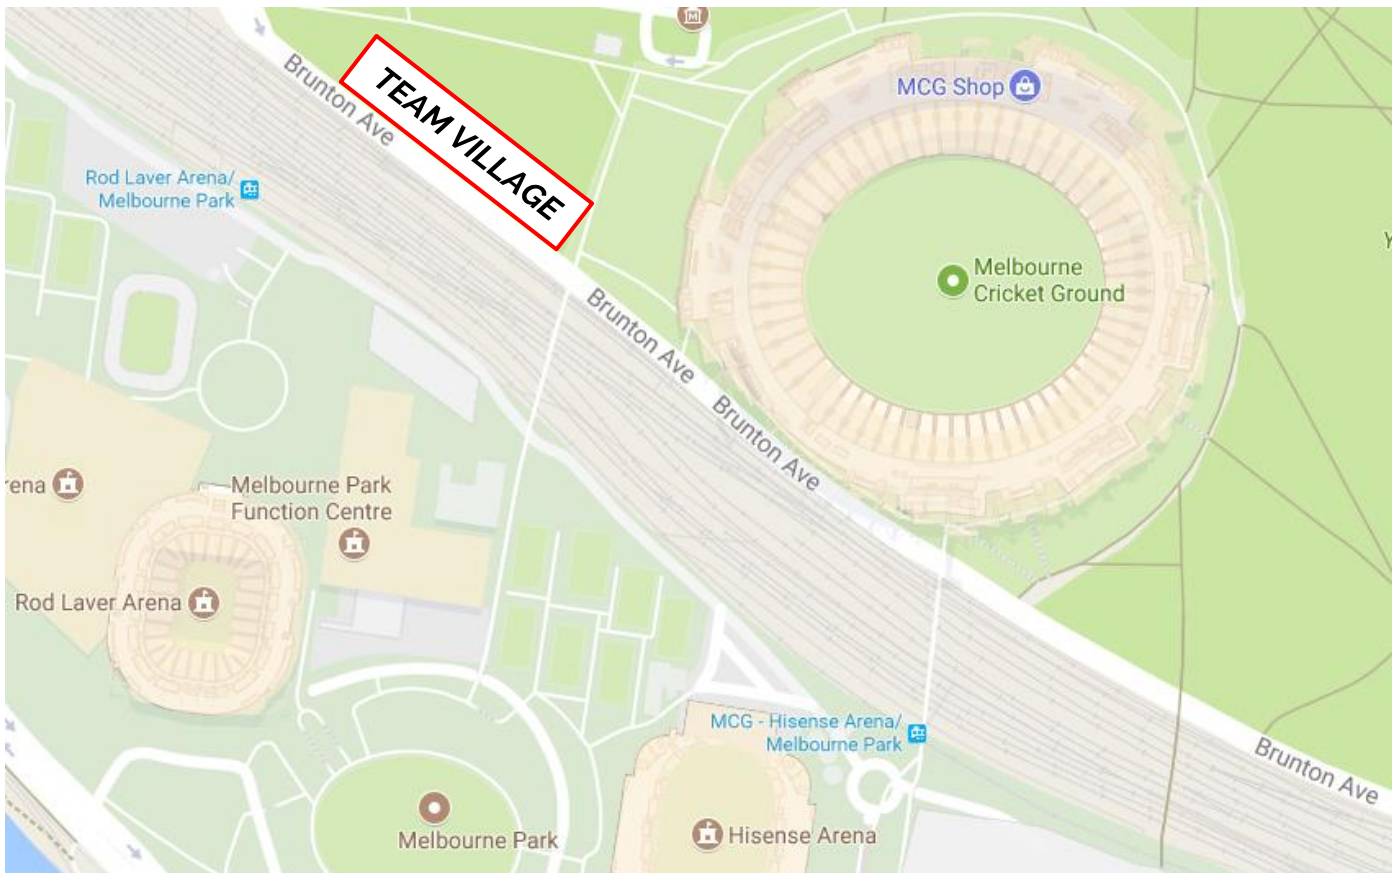 Brunton Ave
TEAM VILLAGE
MCG Shop
Rod Laver Arena/
Melbourne Park
Melbourne
Cricket Ground
Y
Brunton Ave
Brunton Ave
rena
Melbourne Park
Function Centre
Rod Laver Arena
MCG - Hisense Arena/
Melbourne Park
Brunton Ave
Melbourne Park
Hisense Arena